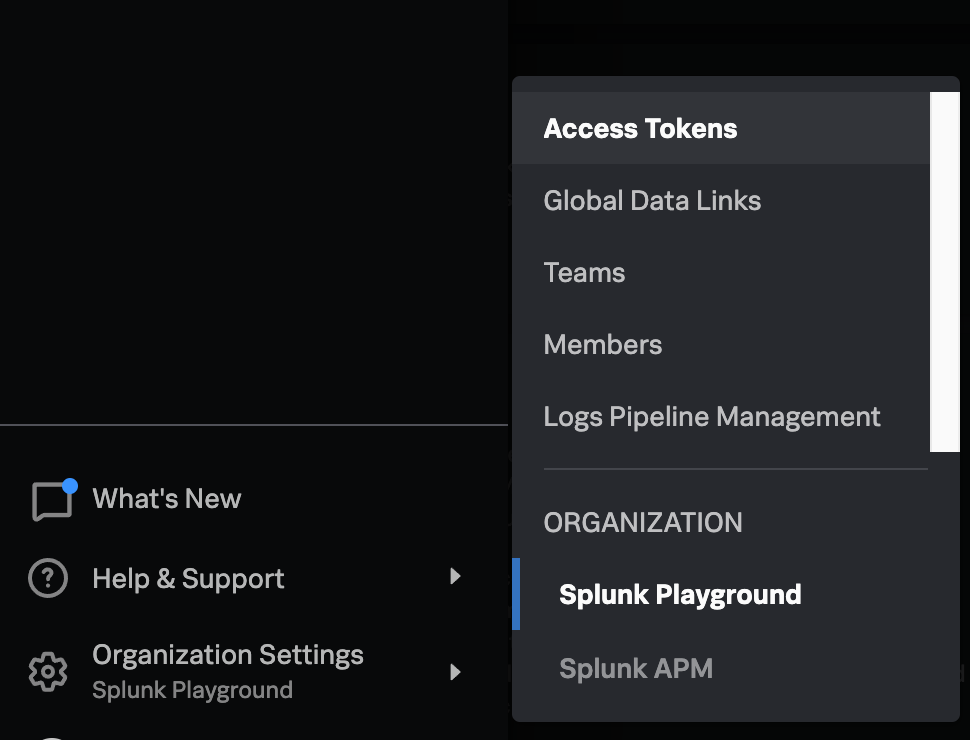 Access Tokens
Global Data Links
Teams
Members
Logs Pipeline Management
ORGANIZATION
Splunk Playground
Splunk APM
What's New
Help & Support
Organization Settings
Splunk Playground